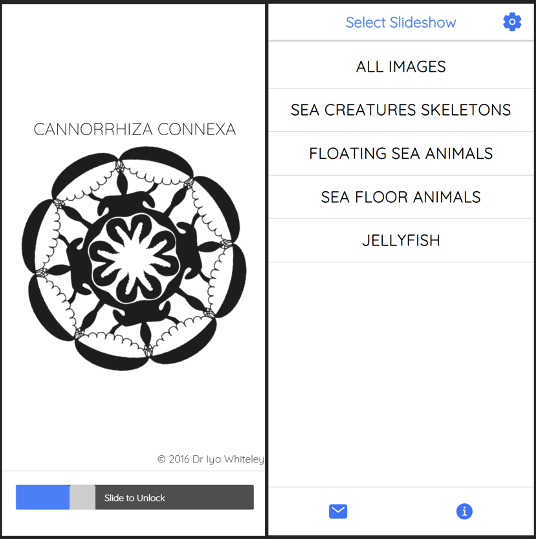 CANNORRHIZA CONNEXA
© 2016 Dr Iya Whiteley
Slide to Unlock
Select Slideshow
ALL IMAGES
SEA CREATURES SKELETONS
FLOATING SEA ANIMALS
SEA FLOOR ANIMALS
JELLYFISH